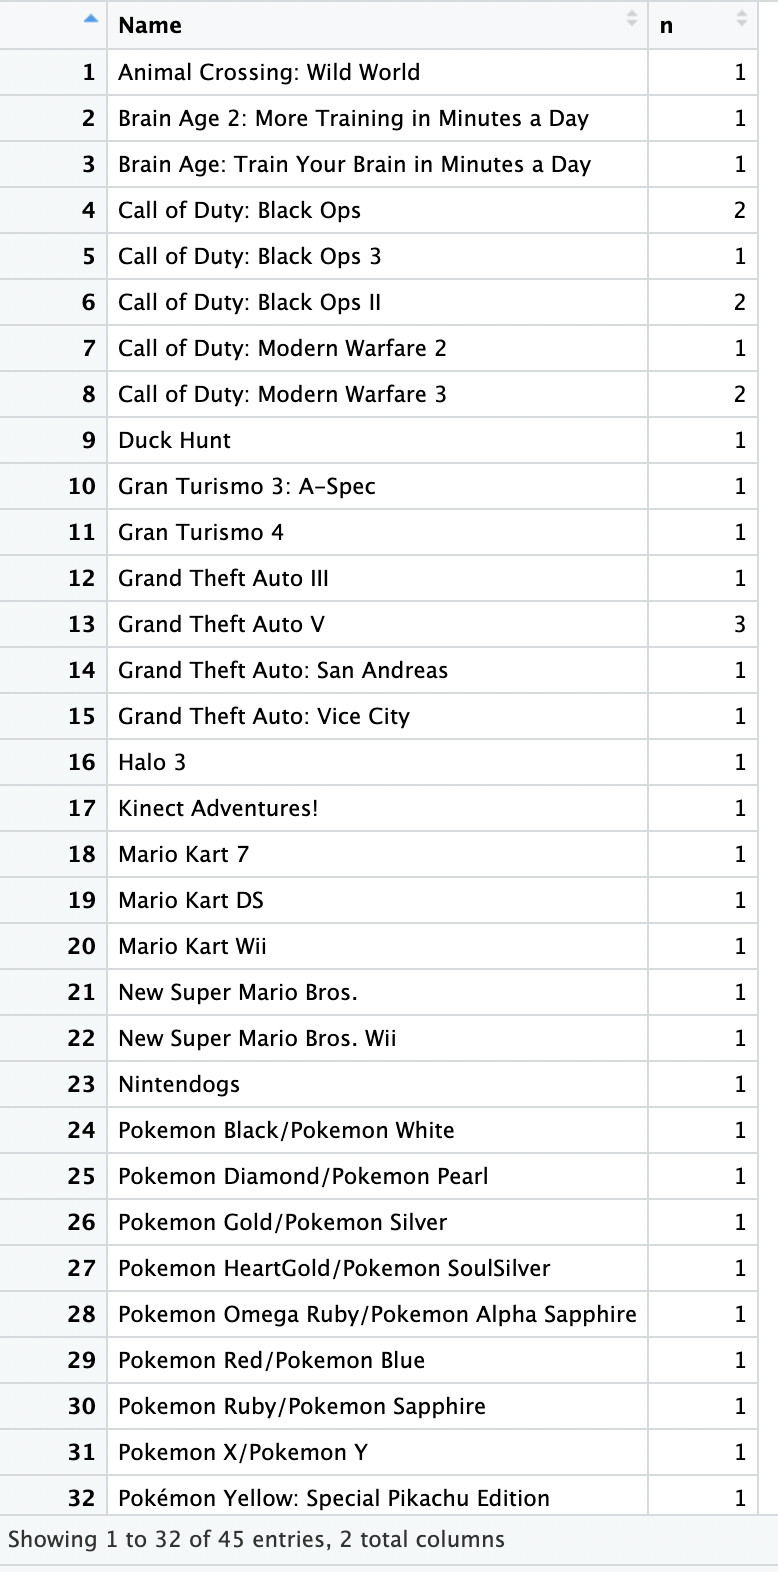 Name n
1 Animal Crossing: Wild World 1
2 Brain Age 2: More Training in Minutes a Day 1
3 Brain Age: Train Your Brain in Minutes a Day 1
4 Call of Duty: Black Ops 2
5 Call of Duty: Black Ops 3 1
6 Call of Duty: Black Ops II 2
7 Call of Duty: Modern Warfare 2 1
8 Call of Duty: Modern Warfare 3 2
9 Duck Hunt 1
10 Gran Turismo 3: A-Spec 1
11 Gran Turismo 4 1
12 Grand Theft Auto III 1
13 Grand Theft Auto V 3
14 Grand Theft Auto: San Andreas 1
15 Grand Theft Auto: Vice City 1
16 Halo 3 1
17 Kinect Adventures! 1
18 Mario Kart 7 1
19 Mario Kart DS 1
20 Mario Kart Wii 1
21 New Super Mario Bros. 1
22 New Super Mario Bros. Wii 1
23 Nintendogs 1
24 Pokemon Black/Pokemon White 1
25 Pokemon Diamond/Pokemon Pearl 1
26 Pokemon Gold/Pokemon Silver 1
27 Pokemon HeartGold/Pokemon SoulSilver 1
28 Pokemon Omega Ruby/Pokemon Alpha Sapphire 1
29 Pokemon Red/Pokemon Blue 1
30 Pokemon Ruby/Pokemon Sapphire 1
31 Pokemon X/Pokemon Y 1
32 Pokémon Yellow: Special Pikachu Edition 1
Showing 1 to 32 of 45 entries, 2 total columns